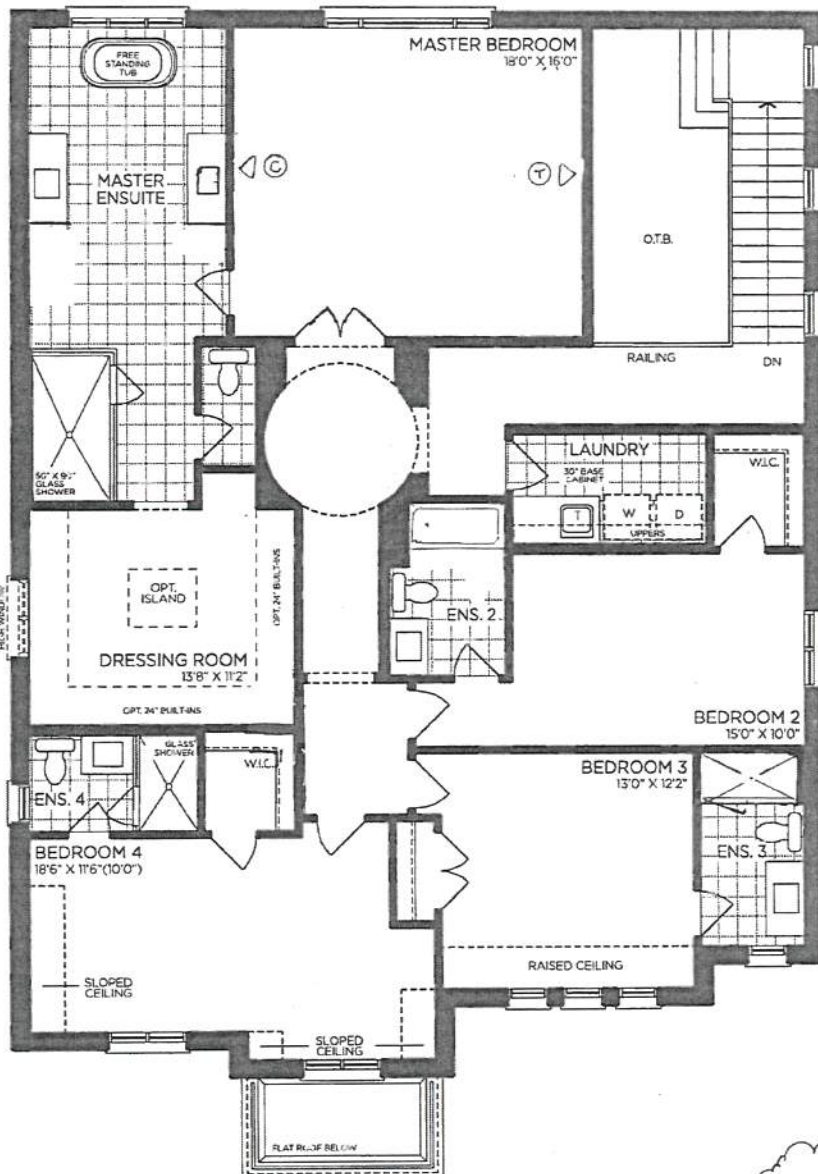 FREE
STANDING
TUB
MASTER BEDROOM
18'0" X 16'0"
MASTER
ENSUITE
C
T
O.T.B.
RAILING
DN
LAUNDRY
30" BASE
CABINET
W.I.C.
T
W
D
UPPERS
GLASS
SHOWER
OPT.
ISLAND
OPT. 24" BUILT-INS
DRESSING ROOM
13'8" X 11'2"
OPT. 24" BUILT-INS
ENS. 2
BEDROOM 2
15'0" X 10'0"
GLASS
SHOWER
W.I.C.
ENS. 4
BEDROOM 3
13'0" X 12'2"
ENS. 3
BEDROOM 4
18'6" X 11'6"(10'0")
RAISED CEILING
SLOPED
CEILING
SLOPED
CEILING
FLAT ROOF BELOW